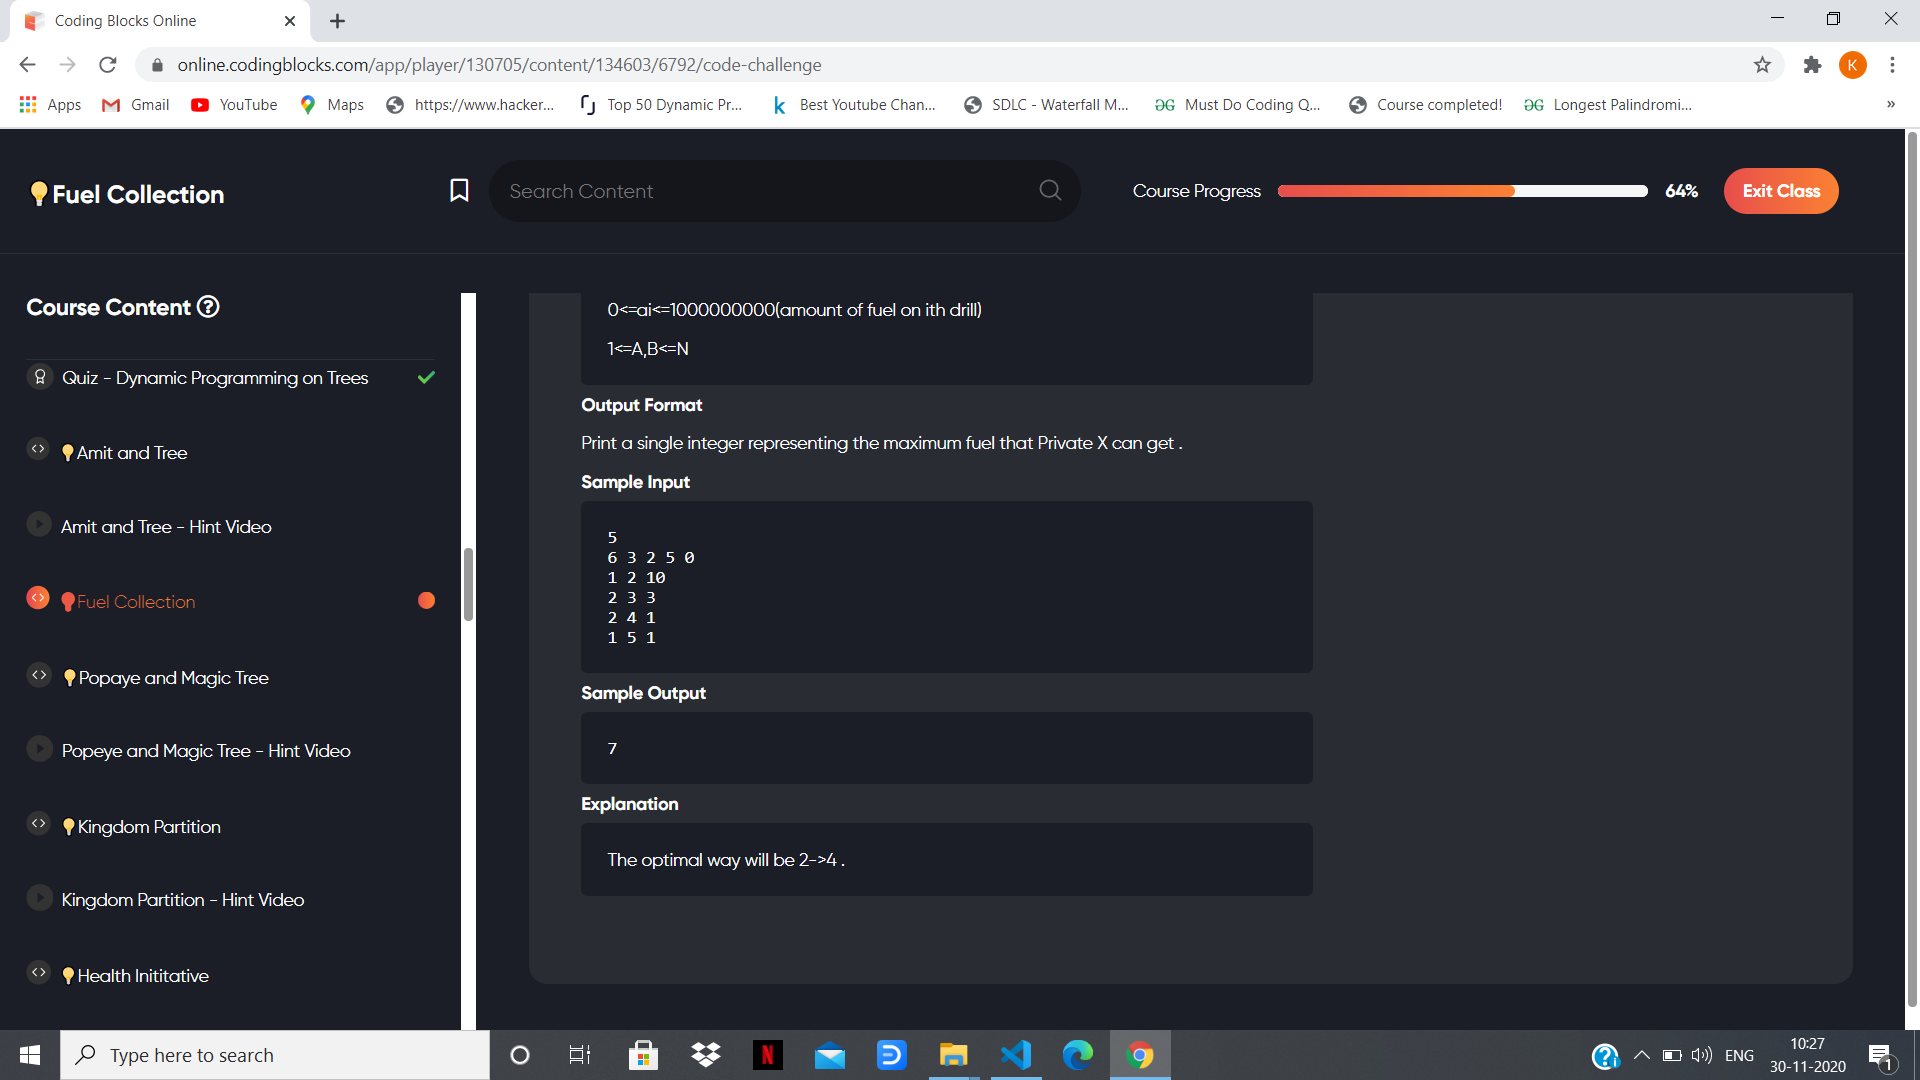 Coding Blocks Online
online.codingblocks.com/app/player/130705/content/134603/6792/code-challenge
K
Apps Gmail YouTube Maps https://www.hacker... Top 50 Dynamic Pr... Best Youtube Chan... SDLC - Waterfall M... Must Do Coding Q... Course completed! Longest Palindromi... »
Fuel Collection
Search Content
Course Progress 64% Exit Class
Course Content
Quiz - Dynamic Programming on Trees
Amit and Tree
Amit and Tree - Hint Video
Fuel Collection
Popaye and Magic Tree
Popeye and Magic Tree - Hint Video
Kingdom Partition
Kingdom Partition - Hint Video
Health Inititative
0<=ai<=1000000000(amount of fuel on ith drill)
1<=A,B<=N
Output Format
Print a single integer representing the maximum fuel that Private X can get .
Sample Input
5
6 3 2 5 0
1 2 10
2 3 3
2 4 1
1 5 1
Sample Output
7
Explanation
The optimal way will be 2->4 .
Type here to search
N
ENG
10:27
30-11-2020
1